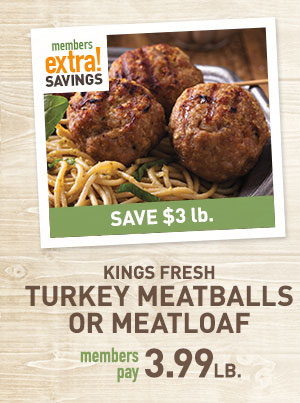 members
extra!
SAVINGS
SAVE $3 lb.
KINGS FRESH
TURKEY MEATBALLS
OR MEATLOAF
members
pay 3.99LB.